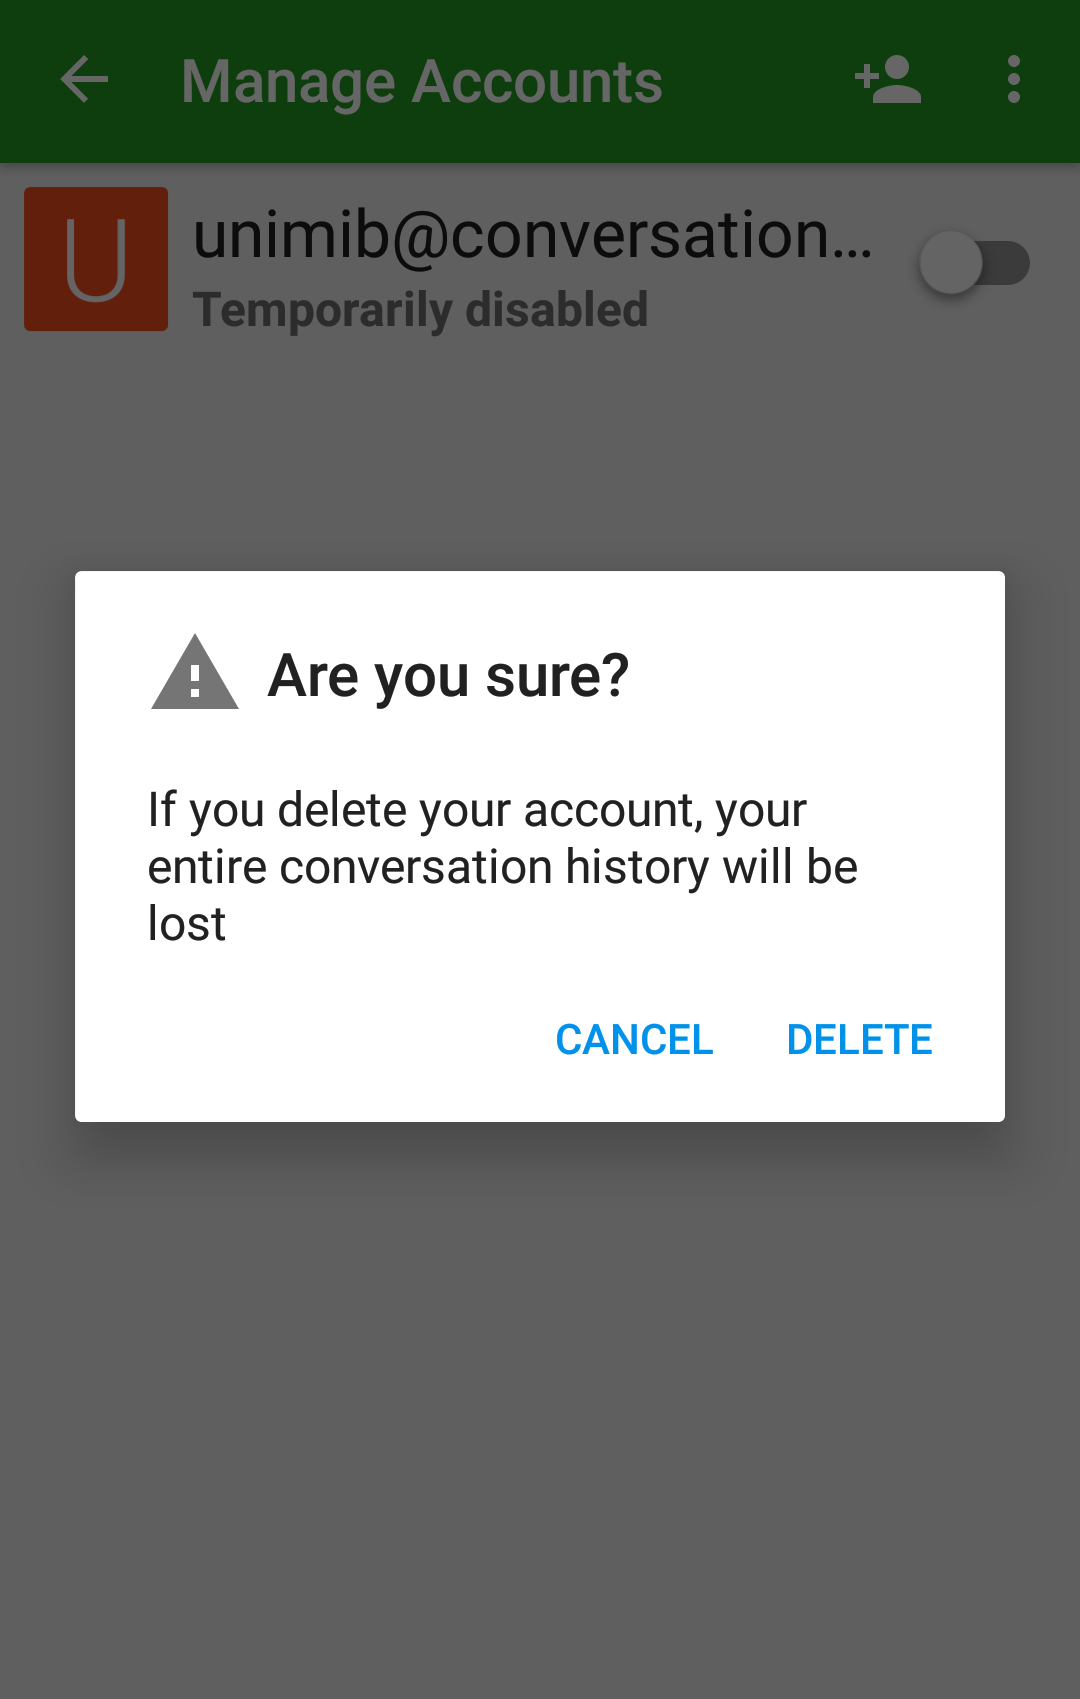 Manage Accounts
U
unimib@conversation...
Temporarily disabled
Are you sure?
If you delete your account, your
entire conversation history will be
lost
CANCEL DELETE